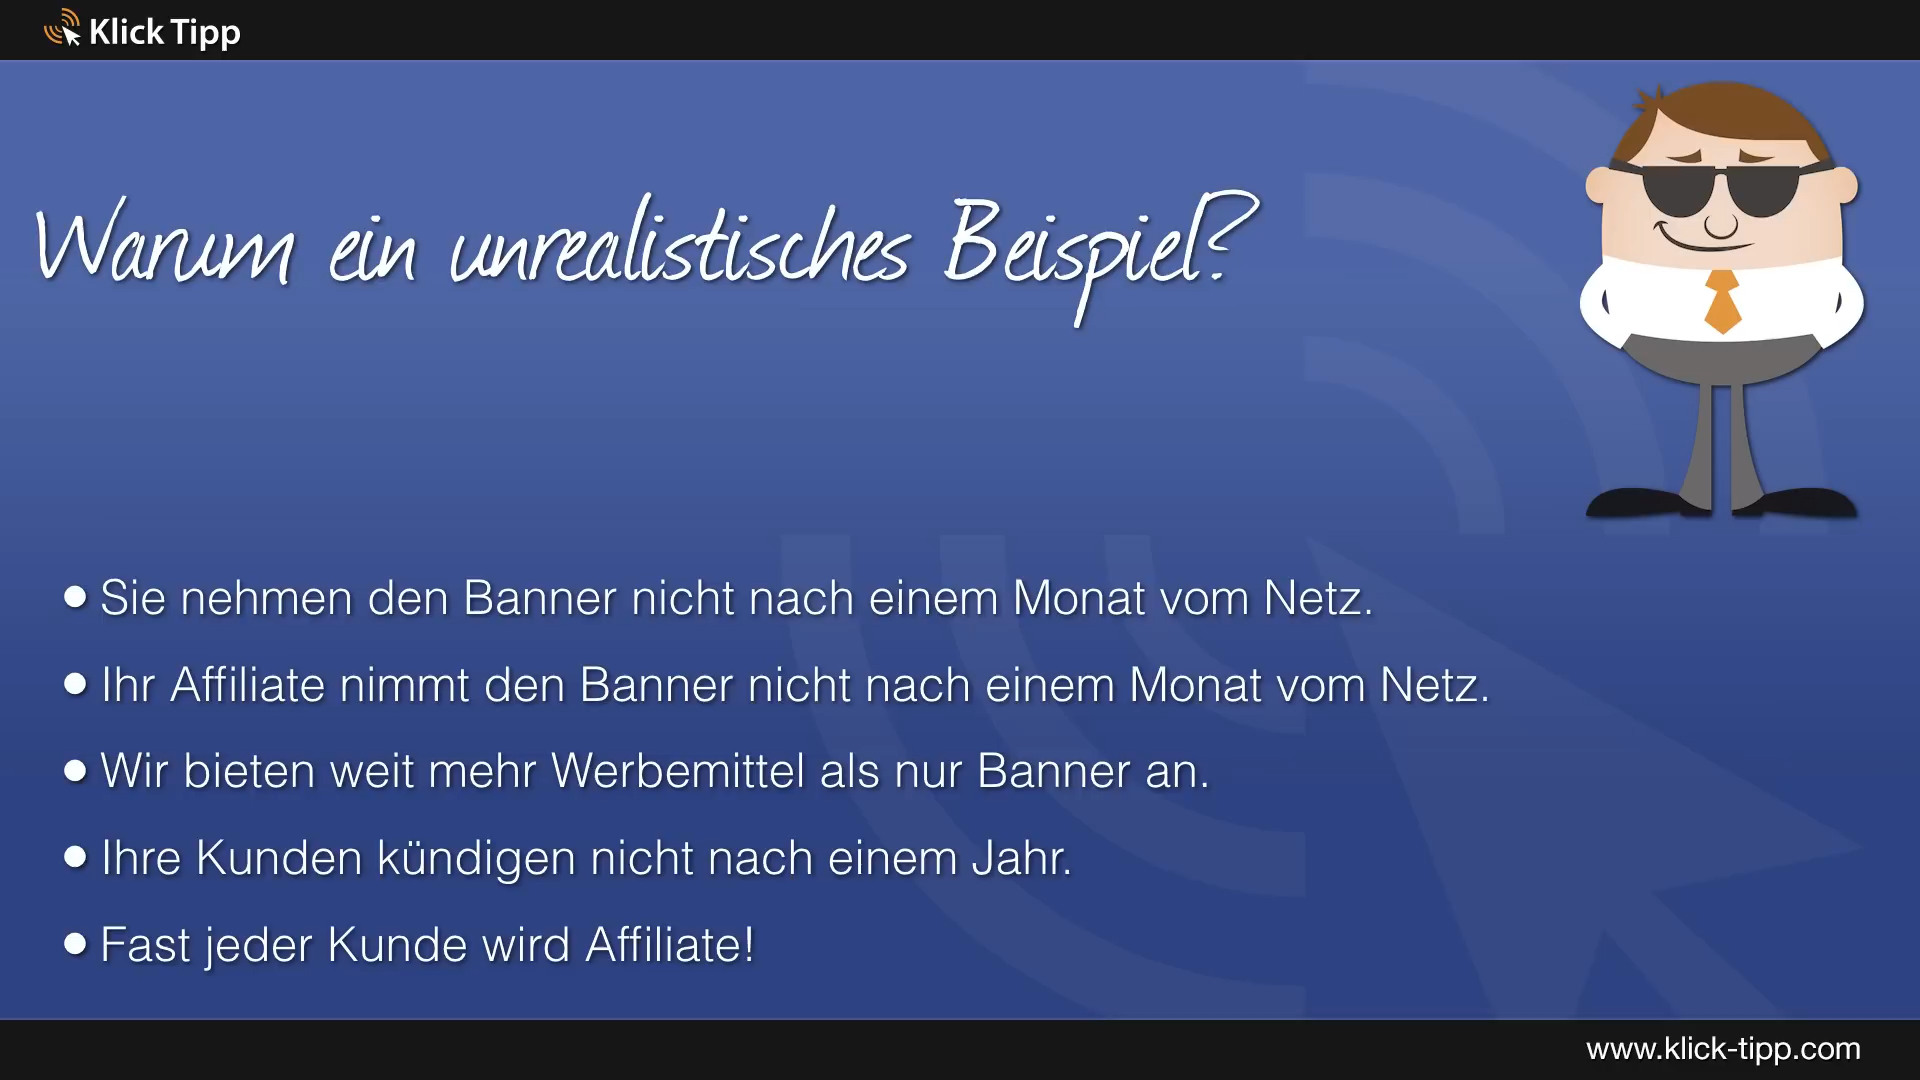 Klick Tipp
Warum ein unrealistisches Beispiel?
• Sie nehmen den Banner nicht nach einem Monat vom Netz.
• Ihr Affiliate nimmt den Banner nicht nach einem Monat vom Netz.
• Wir bieten weit mehr Werbemittel als nur Banner an.
• Ihre Kunden kündigen nicht nach einem Jahr.
• Fast jeder Kunde wird Affiliate!
www.klick-tipp.com